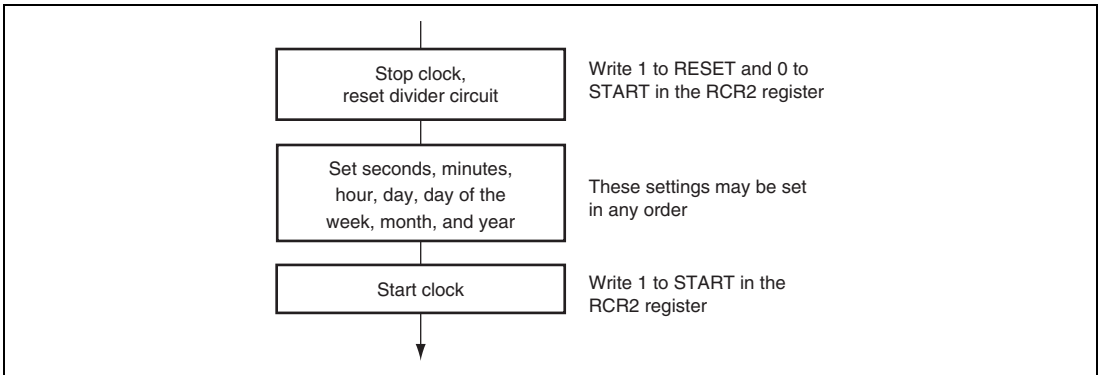 Stop clock,
reset divider circuit
Write 1 to RESET and 0 to
START in the RCR2 register
Set seconds, minutes,
hour, day, day of the
week, month, and year
These settings may be set
in any order
Start clock
Write 1 to START in the
RCR2 register